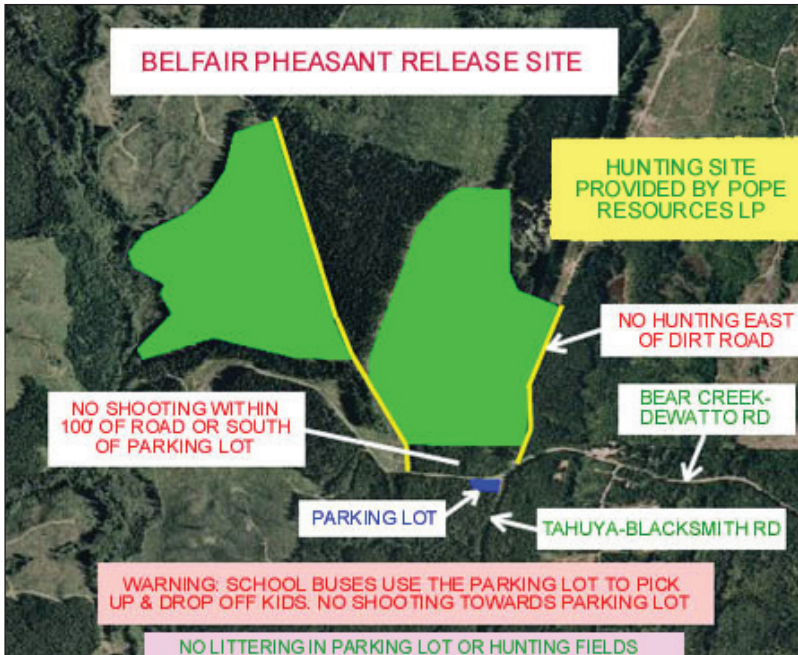 BELFAIR PHEASANT RELEASE SITE
HUNTING SITE
PROVIDED BY POPE
RESOURCES LP
NO HUNTING EAST
OF DIRT ROAD
NO SHOOTING WITHIN
100' OF ROAD OR SOUTH
OF PARKING LOT
BEAR CREEK-
DEWATTO RD
PARKING LOT
TAHUYA-BLACKSMITH RD
WARNING: SCHOOL BUSES USE THE PARKING LOT TO PICK
UP & DROP OFF KIDS. NO SHOOTING TOWARDS PARKING LOT
NO LITTERING IN PARKING LOT OR HUNTING FIELDS